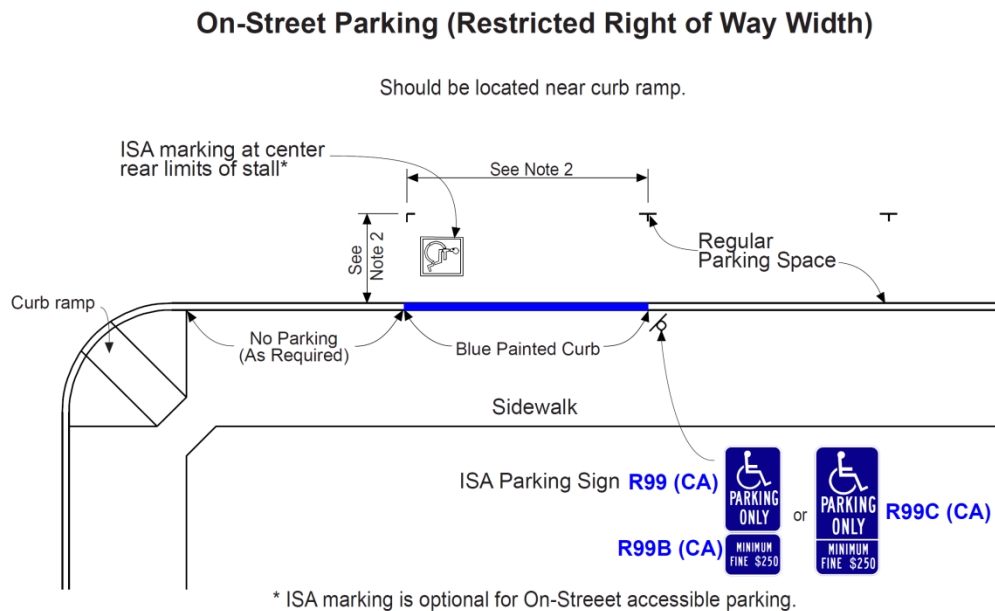 On-Street Parking (Restricted Right of Way Width)
Should be located near curb ramp.
ISA marking at center
rear limits of stall*
See Note 2
See
Note 2
Regular
Parking Space
Curb ramp
No Parking
(As Required)
Blue Painted Curb
Sidewalk
ISA Parking Sign R99 (CA)
PARKING
ONLY
or
PARKING
ONLY
R99C (CA)
R99B (CA)
MINIMUM
FINE $250
MINIMUM
FINE $250
* ISA marking is optional for On-Streeet accessible parking.